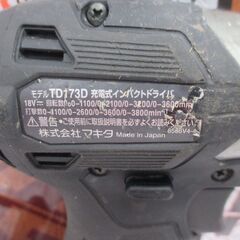 モデル TD173D 充電式インパクトドライバ
18V⎓ 回転数0-1100/0-2100/0-3200/0-3600min⁻¹
打撃数0-1100/0-2600/0-3600/0-3800min⁻¹
⚠警告ご使用前に取扱説明書を必ずよくお読みください。
株式会社マキタ Made in Japan